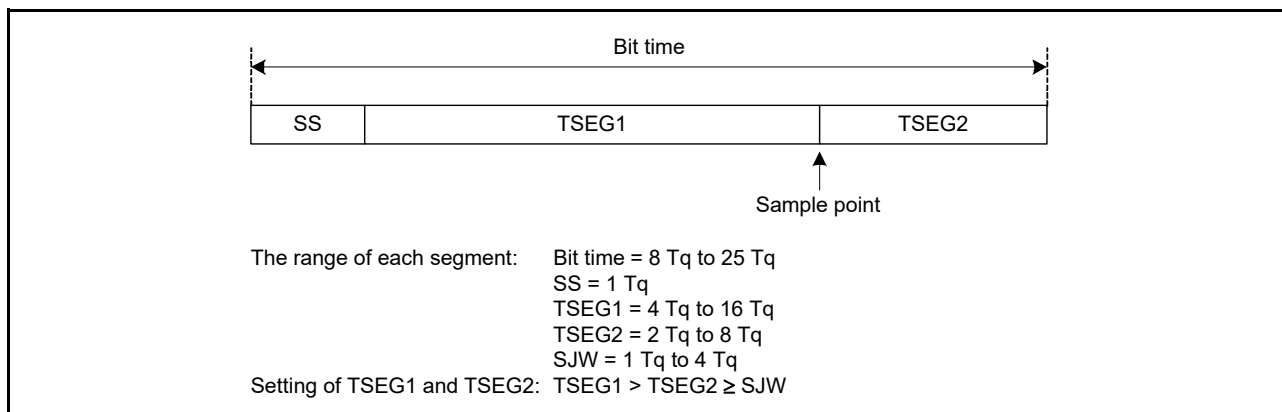 Bit time
SS TSEG1 TSEG2
Sample point
The range of each segment: Bit time = 8 Tq to 25 Tq
SS = 1 Tq
TSEG1 = 4 Tq to 16 Tq
TSEG2 = 2 Tq to 8 Tq
SJW = 1 Tq to 4 Tq
Setting of TSEG1 and TSEG2: TSEG1 > TSEG2 ≥ SJW